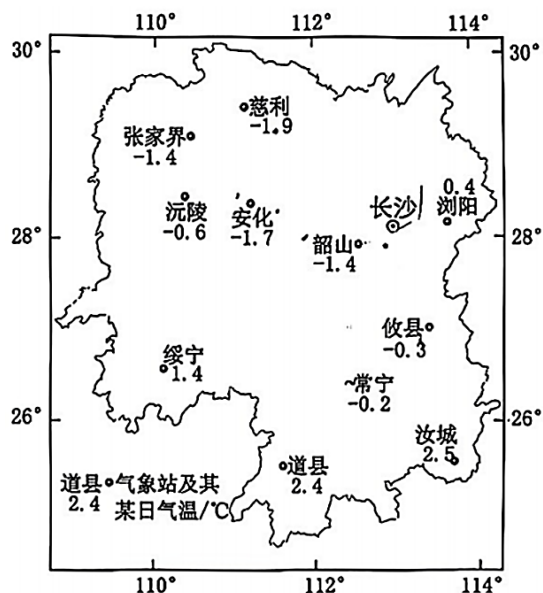 110° 112° 114°
30° 30°
慈利
-1.9
张家界
-1.4
沅陵
-0.6
安化
-1.7
长沙
0.4
浏阳
28° 28°
韶山
-1.4
攸县
-0.3
绥宁
1.4
常宁
-0.2
26° 26°
汝城
2.5
道县
2.4
道县 气象站及其
2.4 某日气温/℃
110° 112° 114°